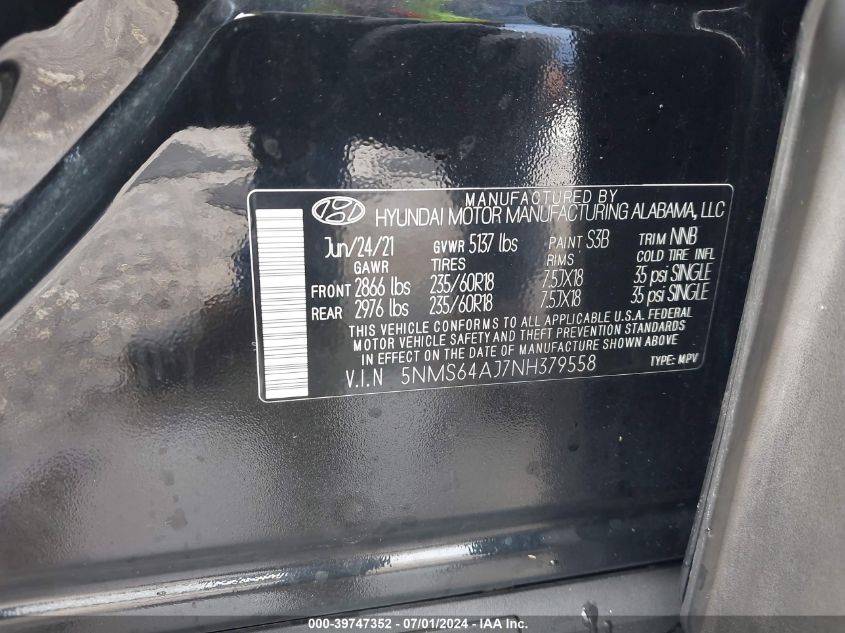 MANUFACTURED BY
HYUNDAI MOTOR MANUFACTURING ALABAMA, LLC
Jun/24/21 GVWR 5137 lbs PAINT S3B TRIM NNB
GAWR TIRES RIMS COLD TIRE INFL
FRONT 2866 lbs 235/60R18 7.5JX18 35 psi SINGLE
REAR 2976 lbs 235/60R18 7.5JX18 35 psi SINGLE
THIS VEHICLE CONFORMS TO ALL APPLICABLE U.S.A. FEDERAL
MOTOR VEHICLE SAFETY AND THEFT PREVENTION STANDARDS
IN EFFECT ON THE DATE OF MANUFACTURE SHOWN ABOVE
V.I.N 5NMS64AJ7NH379558 TYPE: MPV
000-39747352 / 07/01/2024 - IAA Inc.